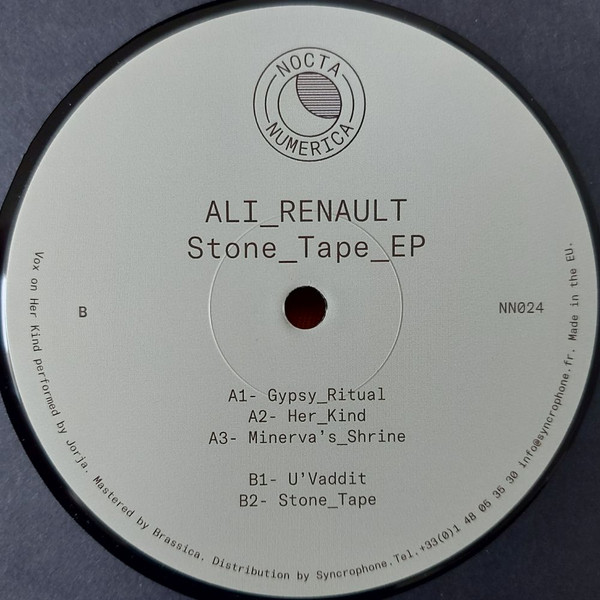 NOCTA
NUMERICA
ALI_RENAULT
Stone_Tape_EP
B
NN024
A1- Gypsy_Ritual
A2- Her_Kind
A3- Minerva's_Shrine
B1- U'Vaddit
B2- Stone_Tape
Vox on Her Kind performed by Jorja. Mastered by Brassica. Distribution by Syncrophone.Tel.+33(0)1 48 05 35 30 info@syncrophone.fr. Made in the EU.